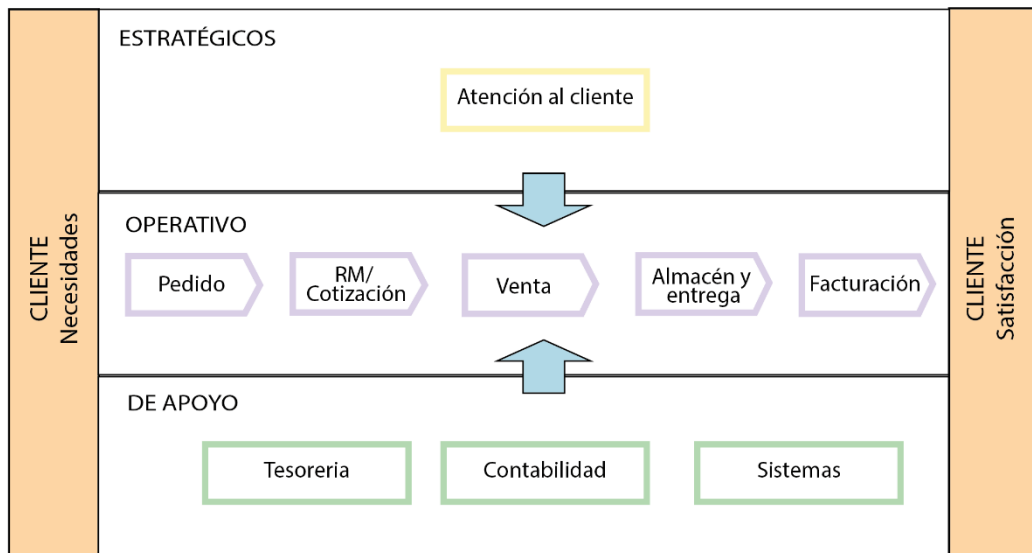 CLIENTE
Necesidades
ESTRATÉGICOS
Atención al cliente
OPERATIVO
Pedido
RM/
Cotización
Venta
Almacén y
entrega
Facturación
DE APOYO
Tesoreria
Contabilidad
Sistemas
CLIENTE
Satisfacción